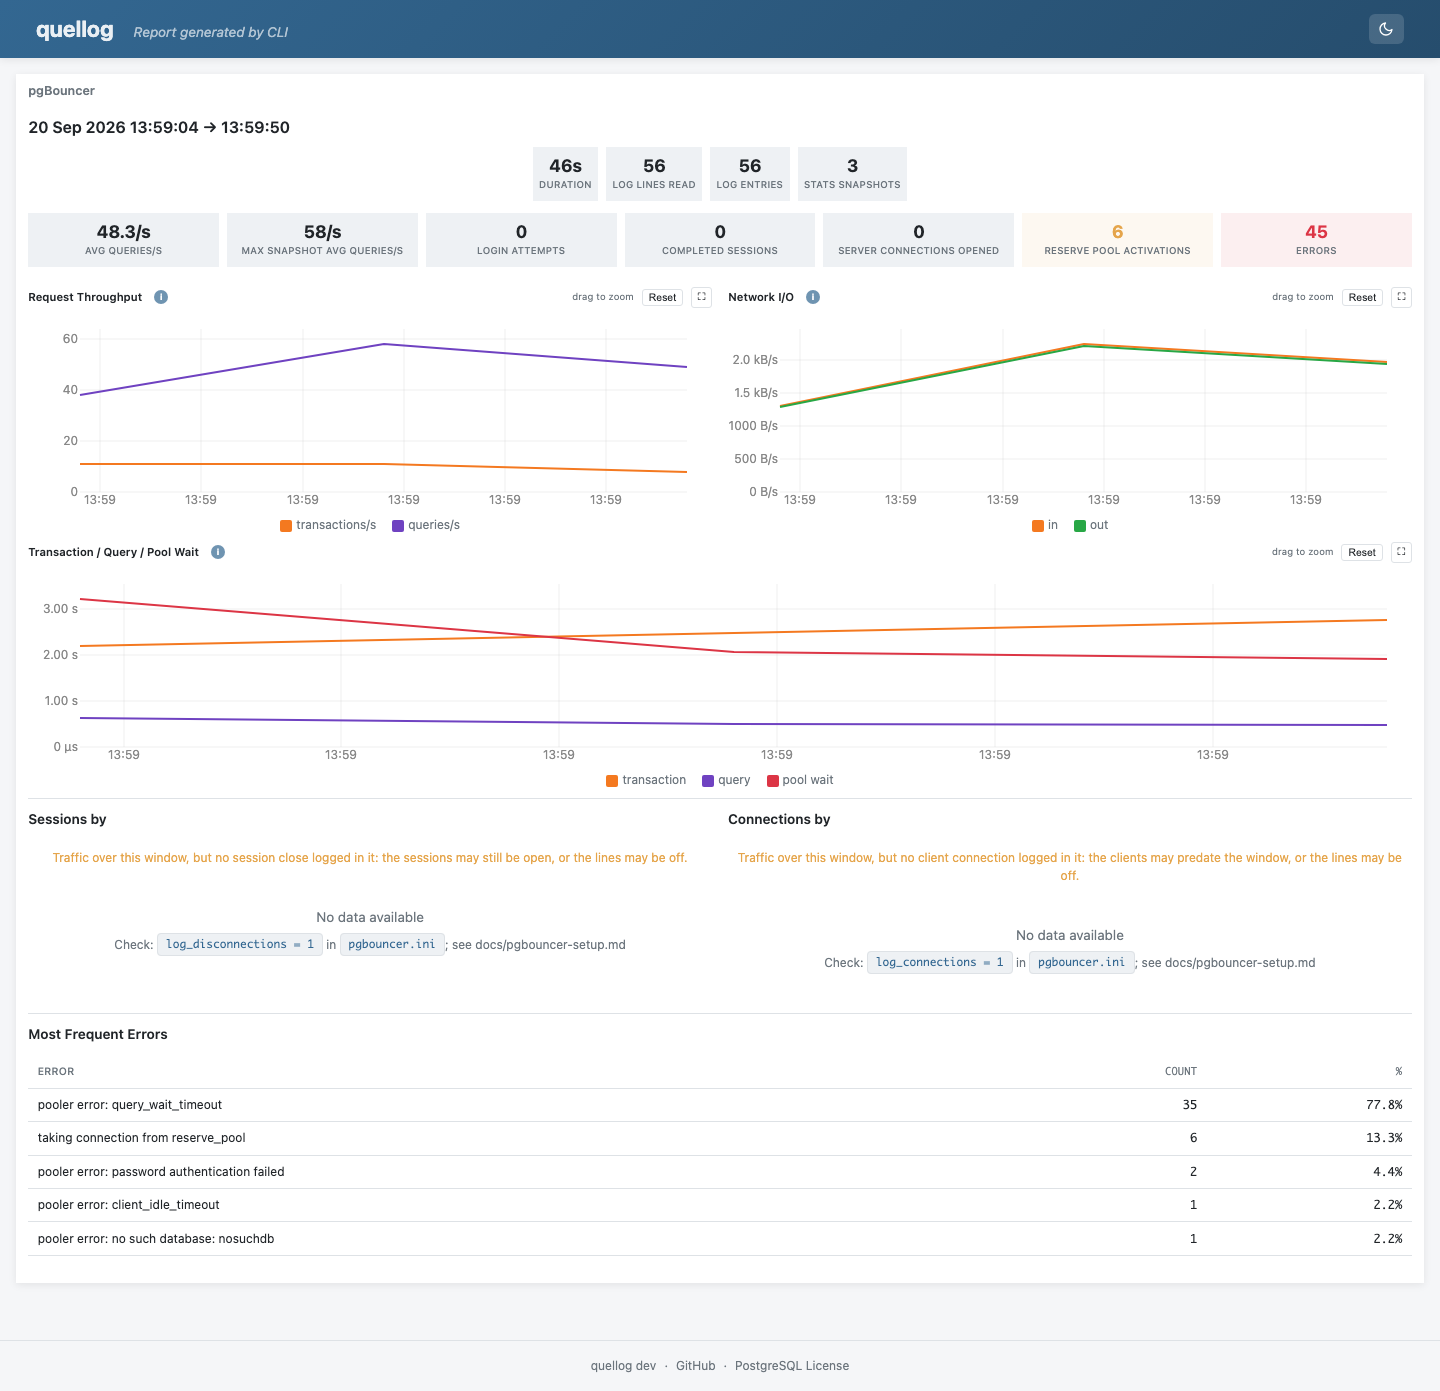 quellog Report generated by CLI
pgBouncer
20 Sep 2026 13:59:04 → 13:59:50
46s
DURATION
56
LOG LINES READ
56
LOG ENTRIES
3
STATS SNAPSHOTS
48.3/s
AVG QUERIES/S
58/s
MAX SNAPSHOT AVG QUERIES/S
0
LOGIN ATTEMPTS
0
COMPLETED SESSIONS
0
SERVER CONNECTIONS OPENED
6
RESERVE POOL ACTIVATIONS
45
ERRORS
Request Throughput i drag to zoom Reset
60
40
20
0
13:59 13:59 13:59 13:59 13:59 13:59
transactions/s queries/s
Network I/O i drag to zoom Reset
2.0 kB/s
1.5 kB/s
1000 B/s
500 B/s
0 B/s
13:59 13:59 13:59 13:59 13:59 13:59
in out
Transaction / Query / Pool Wait i drag to zoom Reset
3.00 s
2.00 s
1.00 s
0 µs
13:59 13:59 13:59 13:59 13:59 13:59
transaction query pool wait
Sessions by
Traffic over this window, but no session close logged in it: the sessions may still be open, or the lines may be off.
No data available
Check: log_disconnections = 1 in pgbouncer.ini; see docs/pgbouncer-setup.md
Connections by
Traffic over this window, but no client connection logged in it: the clients may predate the window, or the lines may be
off.
No data available
Check: log_connections = 1 in pgbouncer.ini; see docs/pgbouncer-setup.md
Most Frequent Errors
ERROR COUNT %
pooler error: query_wait_timeout 35 77.8%
taking connection from reserve_pool 6 13.3%
pooler error: password authentication failed 2 4.4%
pooler error: client_idle_timeout 1 2.2%
pooler error: no such database: nosuchdb 1 2.2%
quellog dev · GitHub · PostgreSQL License